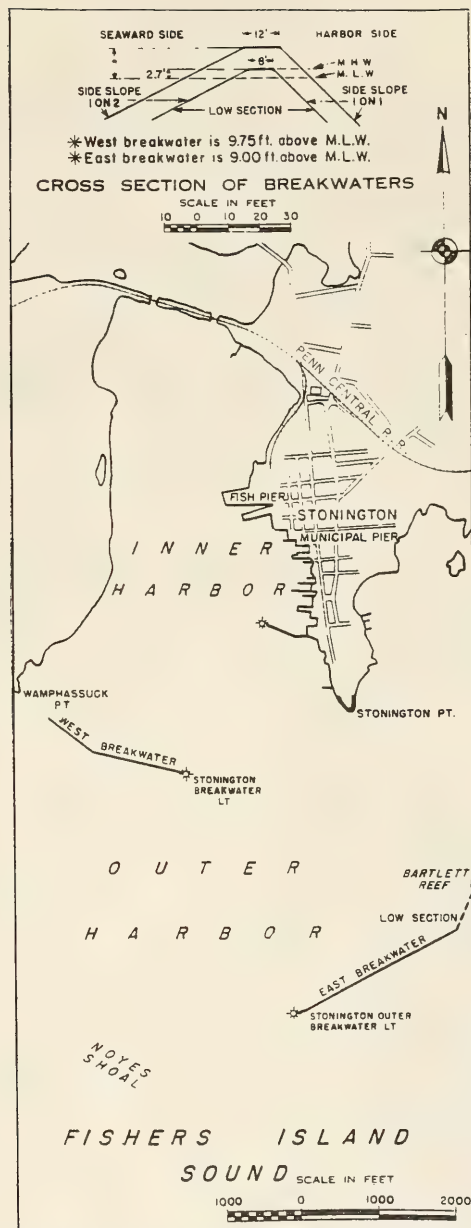 SEAWARD SIDE
12'
HARBOR SIDE
8'
M H W
M. L. W
2.7'
SIDE SLOPE
1 ON 2
LOW SECTION
SIDE SLOPE
1 ON 1
*West breakwater is 9.75 ft. above M.L.W.
*East breakwater is 9.00 ft. above M.L.W.
CROSS SECTION OF BREAKWATERS
SCALE IN FEET
10 0 10 20 30
N
PENN CENTRAL R.R.
FISH PIER
STONINGTON
MUNICIPAL PIER
INNER
HARBOR
WAMPHASSUCK
PT
STONINGTON PT.
WEST BREAKWATER
STONINGTON
BREAKWATER
LT
OUTER
HARBOR
BARTLETT
REEF
LOW SECTION
EAST BREAKWATER
STONINGTON OUTER
BREAKWATER LT
NOYES
SHOAL
FISHERS ISLAND
SOUND
SCALE IN FEET
1000 0 1000 2000